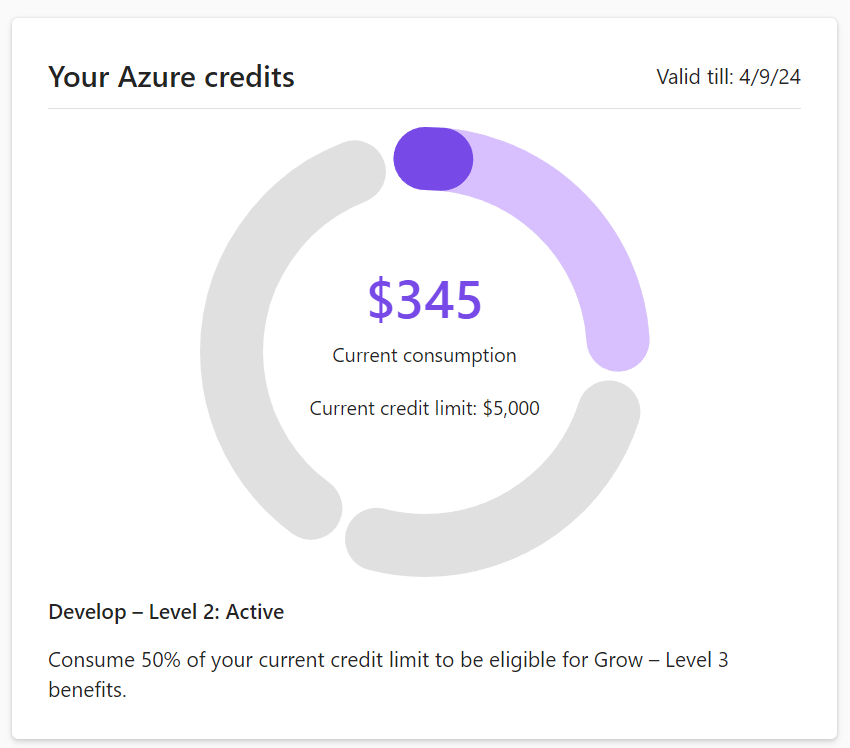 Your Azure credits
Valid till: 4/9/24
$345
Current consumption
Current credit limit: $5,000
Develop – Level 2: Active
Consume 50% of your current credit limit to be eligible for Grow – Level 3
benefits.